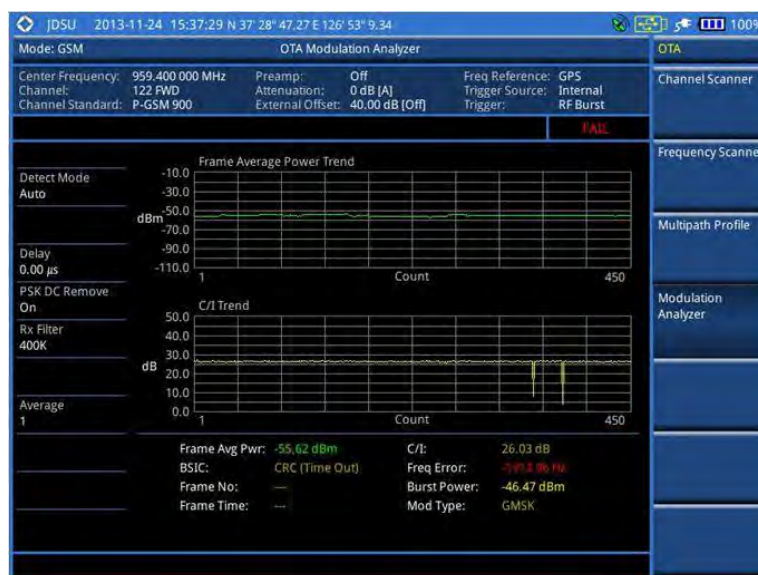 JDSU 2013-11-24 15:37:29 N 37' 28" 47.27 E 126' 53" 9.34 100%
Mode: GSM OTA Modulation Analyzer OTA
Center Frequency: 959.400 000 MHz Preamp: Off Freq Reference: GPS
Channel: 122 FWD Attenuation: 0 dB [A] Trigger Source: Internal
Channel Standard: P-GSM 900 External Offset: 40.00 dB [Off] Trigger: RF Burst
FAIL
Channel Scanner
Frequency Scanne
Multipath Profile
Modulation
Analyzer
Detect Mode
Auto
Delay
0.00 μs
PSK DC Remove
On
Rx Filter
400K
Average
1
Frame Average Power Trend
-10.0
-30.0
dBm -50.0
-70.0
-90.0
-110.0
1 Count 450
C/I Trend
50.0
40.0
30.0
dB 20.0
10.0
0.0
1 Count 450
Frame Avg Pwr: -55.62 dBm C/I: 26.03 dB
BSIC: CRC (Time Out) Freq Error: Hz
Frame No: --- Burst Power: -46.47 dBm
Frame Time: --- Mod Type: GMSK